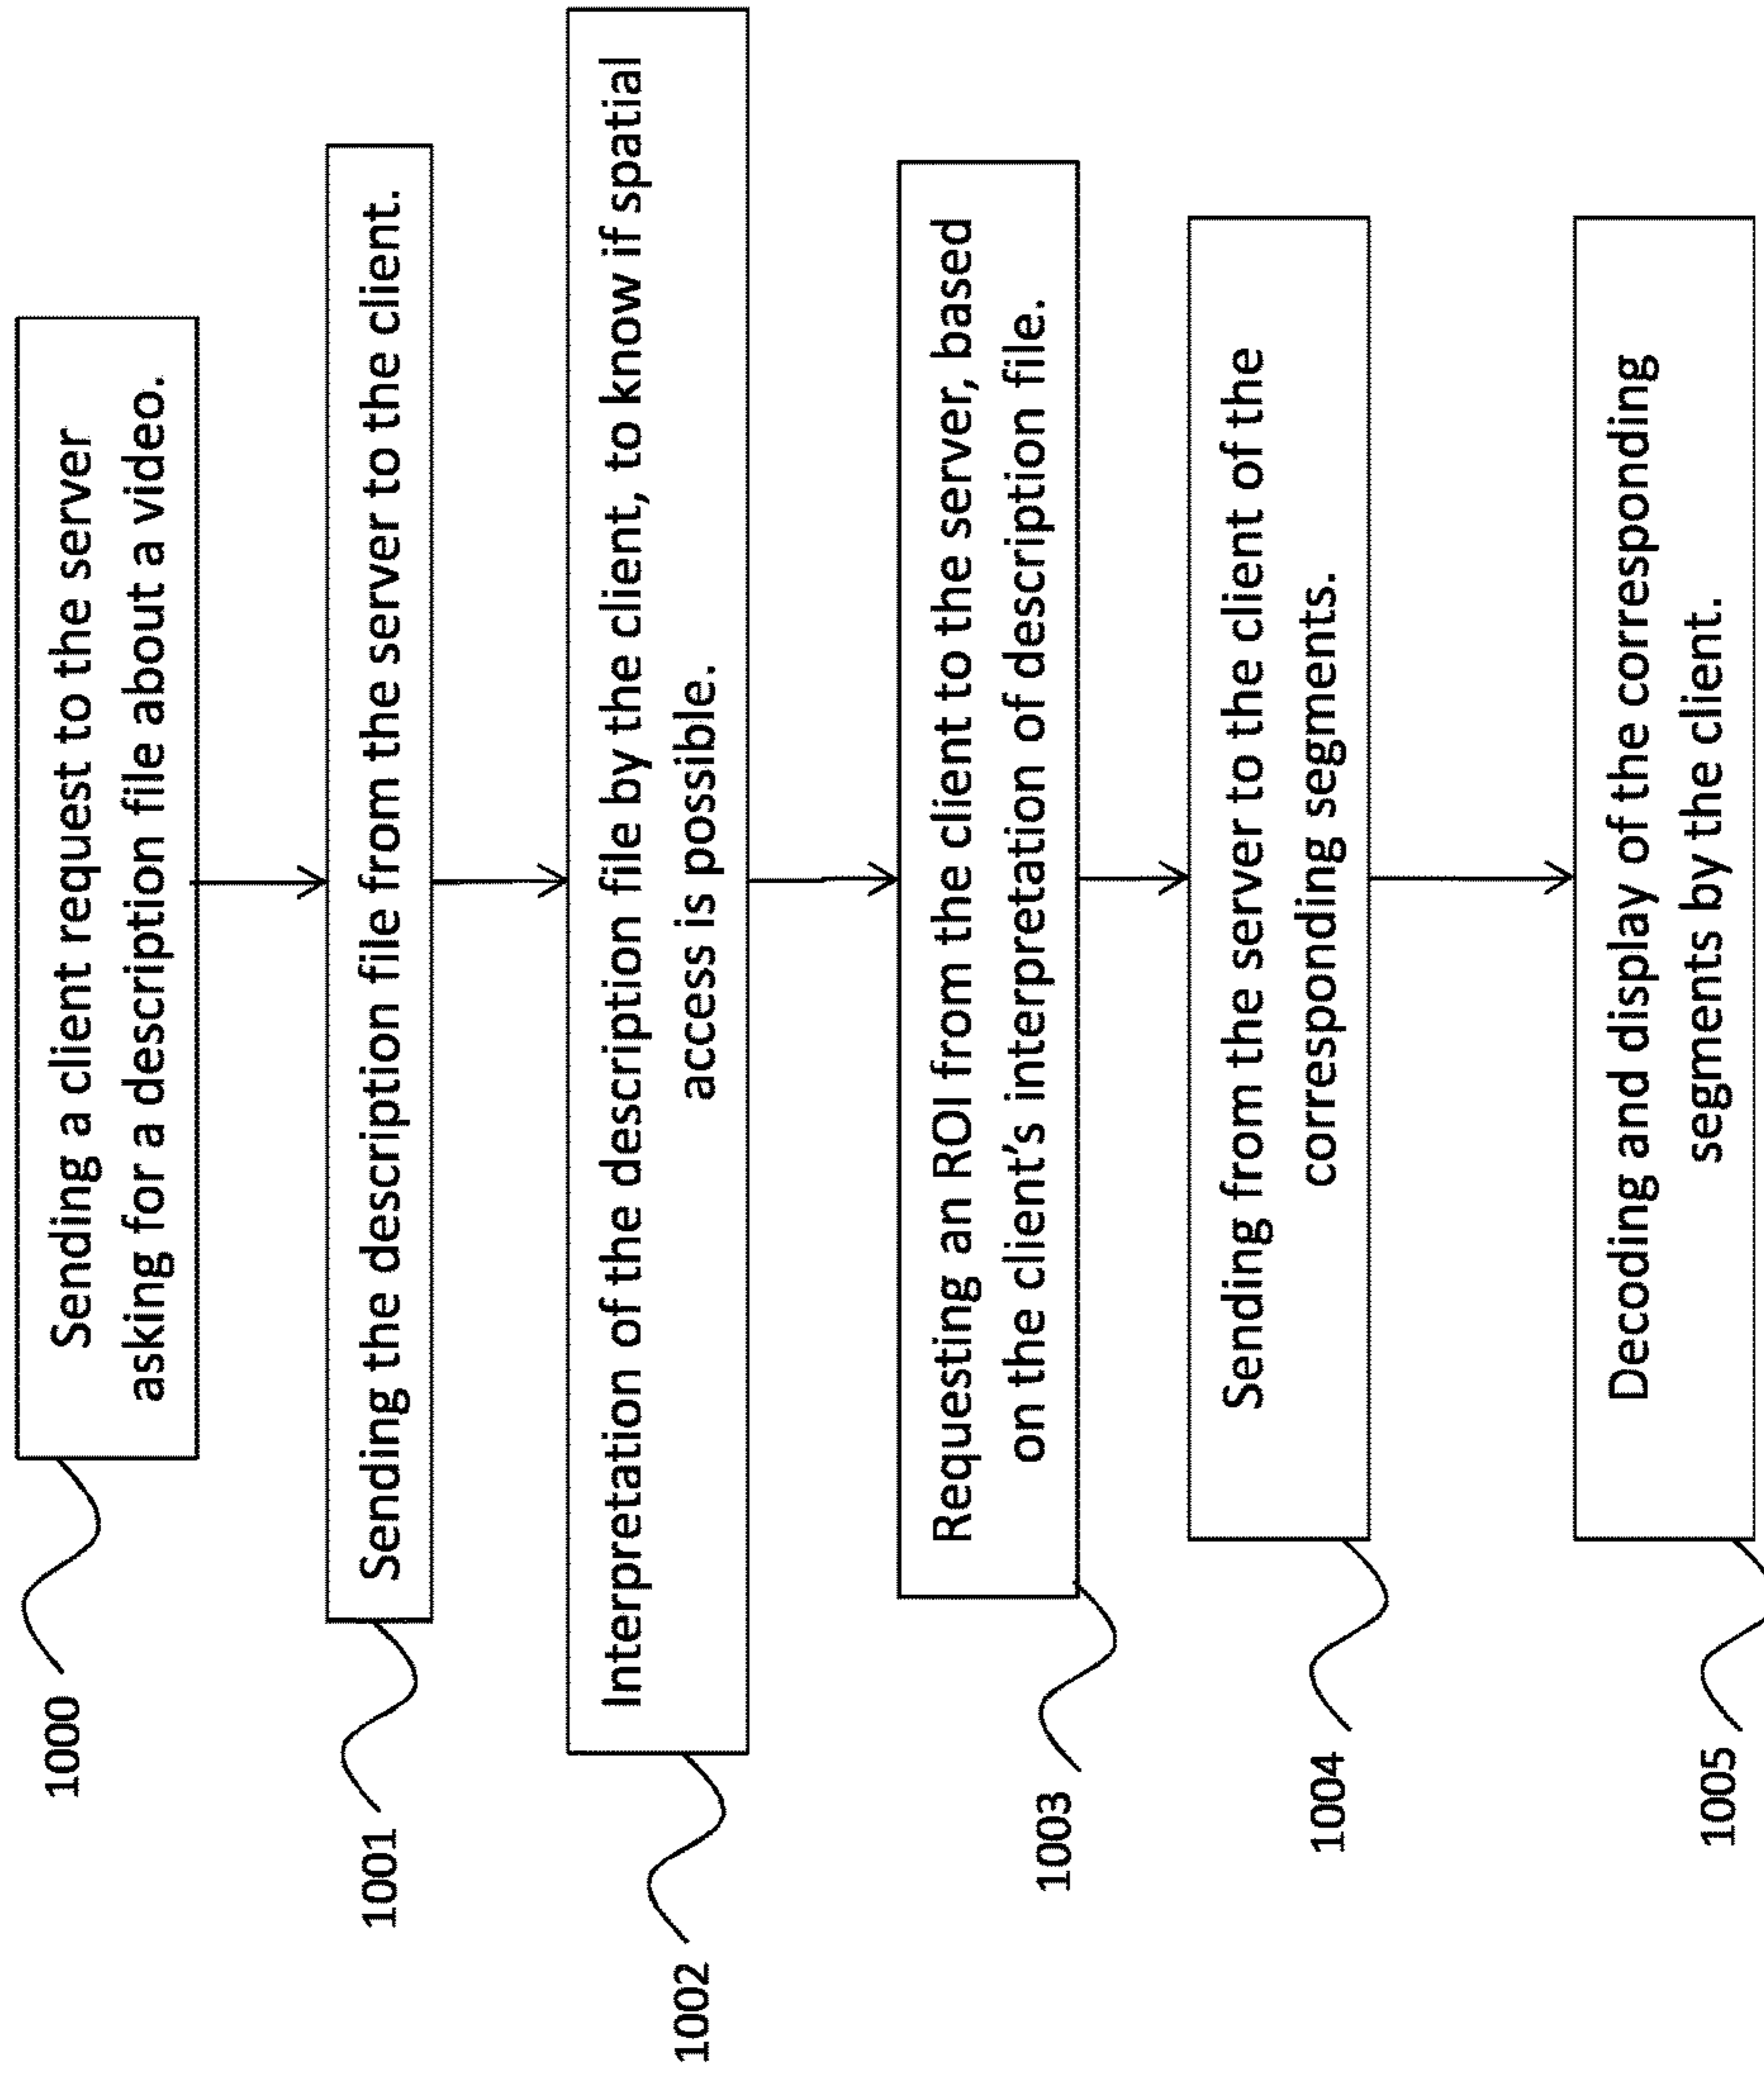 1000
Sending a client request to the server
asking for a description file about a video.
1001
Sending the description file from the server to the client.
1002
Interpretation of the description file by the client, to know if spatial
access is possible.
1003
Requesting an ROI from the client to the server, based
on the client's interpretation of description file.
1004
Sending from the server to the client of the
corresponding segments.
1005
Decoding and display of the corresponding
segments by the client.